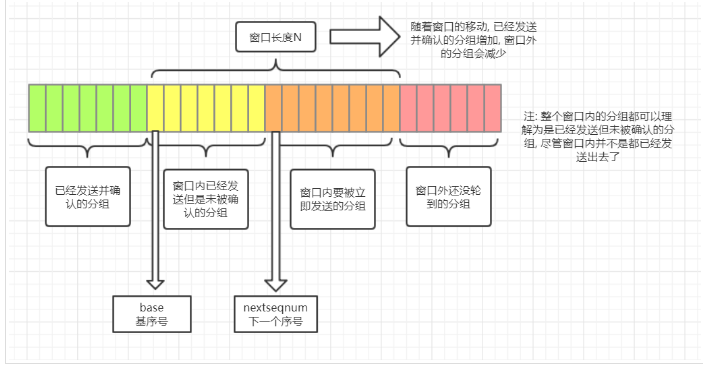 窗口长度N
随着窗口的移动, 已经发送
并确认的分组增加, 窗口外
的分组会减少
注: 整个窗口内的分组都可以理
解为是已经发送但未被确认的分
组, 尽管窗口内并不是都已经发
送出去了
已经发送并确
认的分组
窗口内已经发
送但是未被确
认的分组
窗口内要被立
即发送的分组
窗口外还没轮
到的分组
base
基序号
nextseqnum
下一个序号